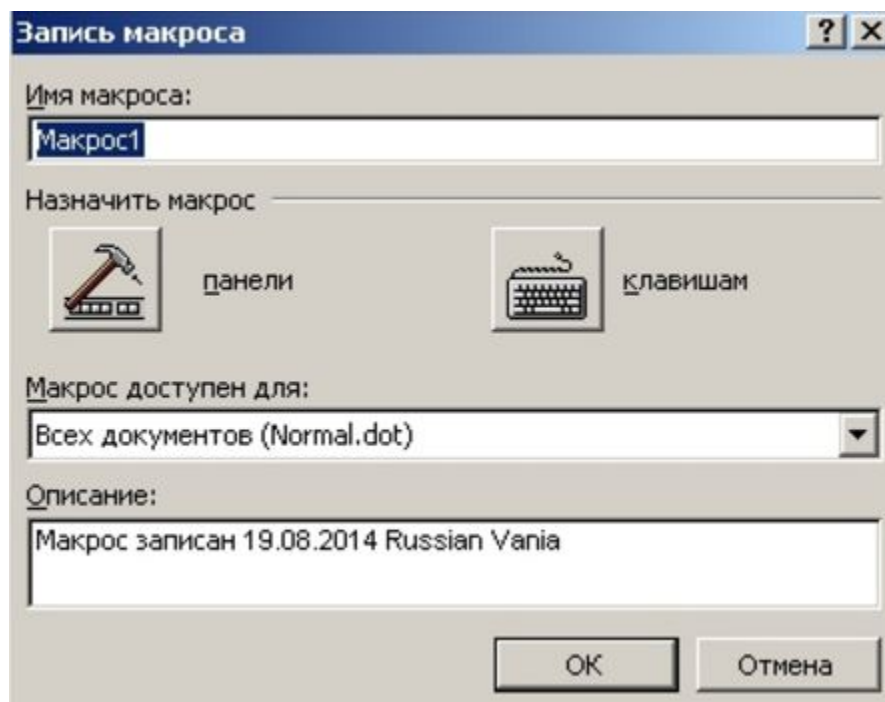 Запись макроса
Имя макроса:
Макрос1
Назначить макрос
панели
клавишам
Макрос доступен для:
Всех документов (Normal.dot)
Описание:
Макрос записан 19.08.2014 Russian Vania
ОК
Отмена